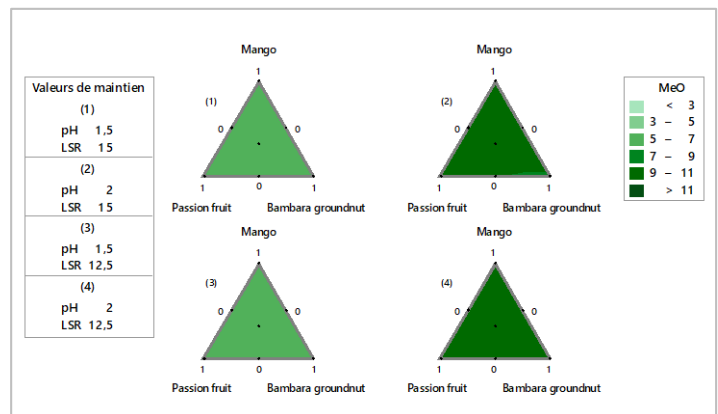 Valeurs de maintien
(1)
pH 1,5
LSR 15
(2)
pH 2
LSR 15
(3)
pH 1,5
LSR 12,5
(4)
pH 2
LSR 12,5
Mango
1
(1)
0 0
1 0 1
Passion fruit Bambara groundnut
Mango
1
(2)
0 0
1 0 1
Passion fruit Bambara groundnut
Mango
1
(3)
0 0
1 0 1
Passion fruit Bambara groundnut
Mango
1
(4)
0 0
1 0 1
Passion fruit Bambara groundnut
MeO
< 3
3 – 5
5 – 7
7 – 9
9 – 11
> 11